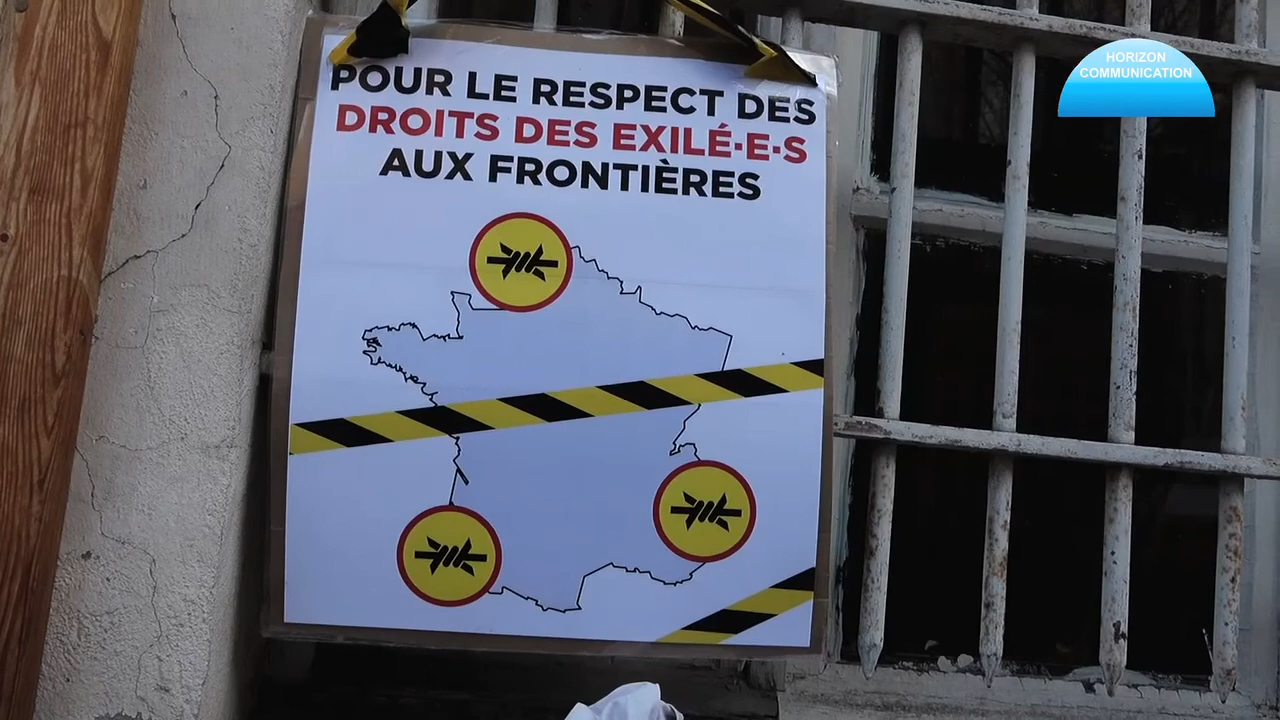 POUR LE RESPECT DES
DROITS DES EXILÉ·E·S
AUX FRONTIÈRES
HORIZON
COMMUNICATION